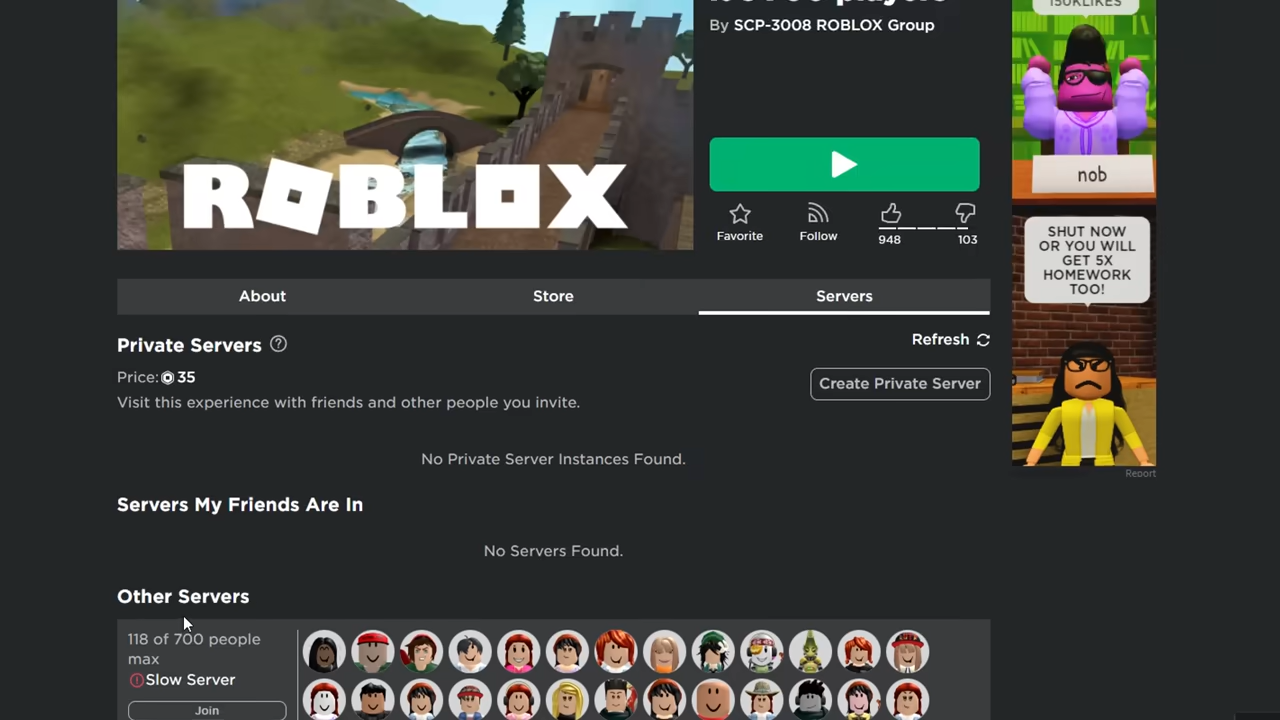 By SCP-3008 ROBLOX Group
ROBLOX
Favorite
Follow
948
103
About
Store
Servers
Private Servers
Refresh
Price: 35
Create Private Server
Visit this experience with friends and other people you invite.
No Private Server Instances Found.
Servers My Friends Are In
No Servers Found.
Other Servers
118 of 700 people
max
Slow Server
Join
150KLIKES
nob
SHUT NOW
OR YOU WILL
GET 5X
HOMEWORK
TOO!
Report